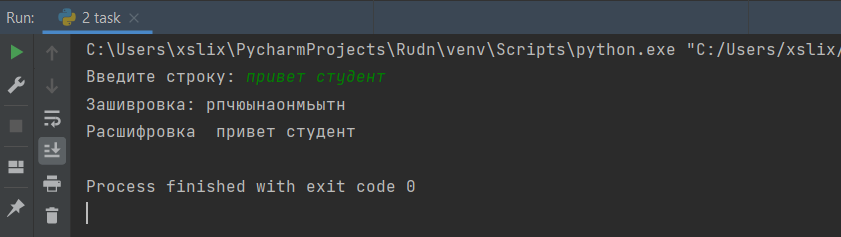 Run: 2 task
C:\Users\xslix\PycharmProjects\Rudn\venv\Scripts\python.exe "C:/Users/xslix/
Введите строку: привет студент
Зашивровка: рпчюынаонмьытн
Расшифровка  привет студент
Process finished with exit code 0